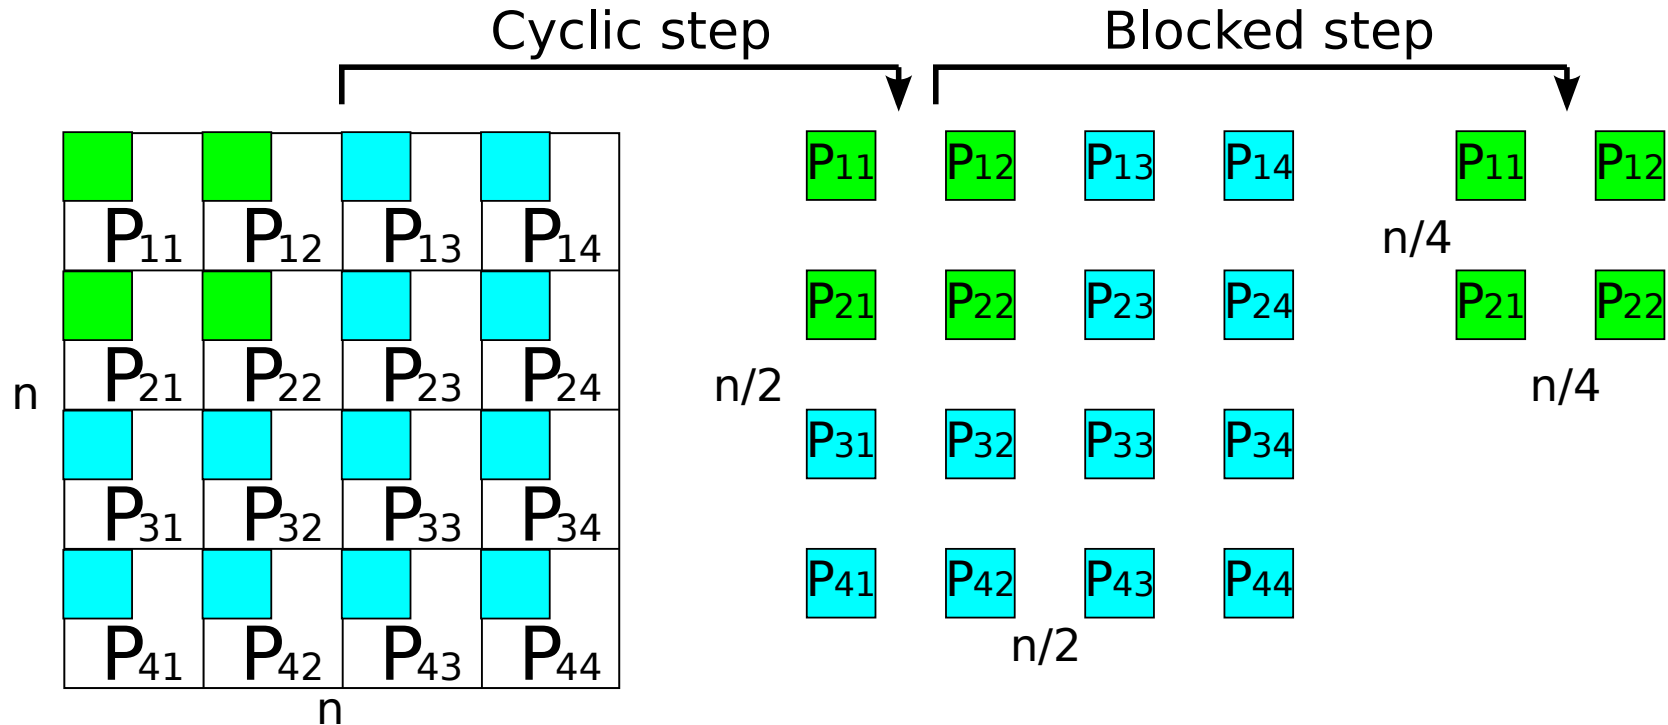 Cyclic step Blocked step
P11 P12 P13 P14 P11 P12 P13 P14 P11 P12
n/4
P21 P22 P23 P24 P21 P22 P23 P24 P21 P22
n n/2 n/4
P31 P32 P33 P34 P31 P32 P33 P34
P41 P42 P43 P44 P41 P42 P43 P44
n/2
n